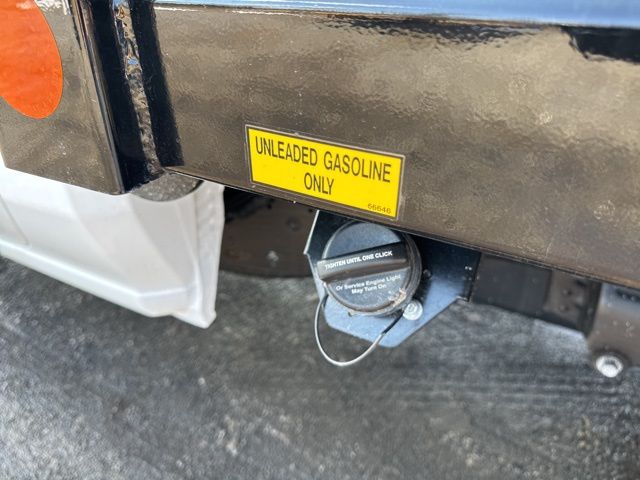 UNLEADED GASOLINE
ONLY
66646
TIGHTEN UNTIL ONE CLICK
Or Service Engine Light
May Turn On